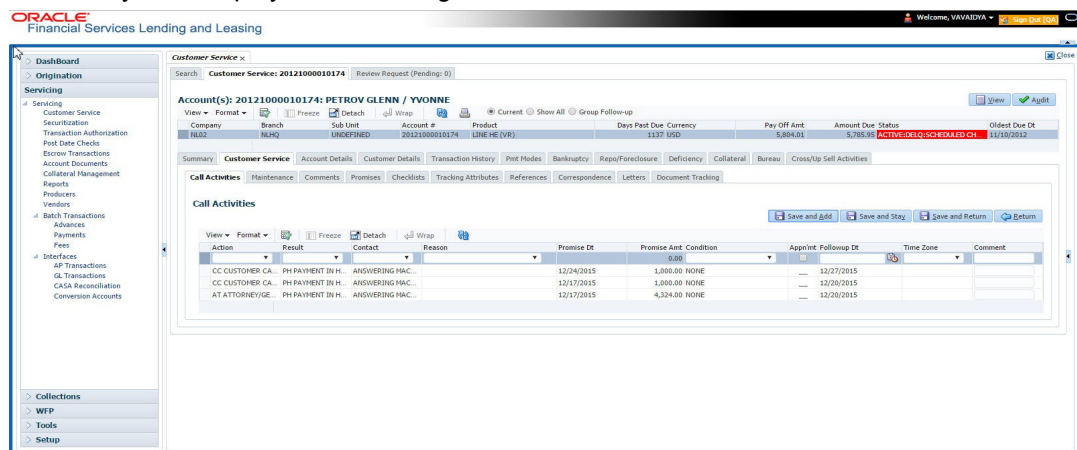 ORACLE
Financial Services Lending and Leasing
Welcome, VAVAIDYA Sign Out [QA]
Close
DashBoard
Origination
Servicing
Servicing
Customer Service
Securitization
Transaction Authorization
Post Date Checks
Escrow Transactions
Account Documents
Collateral Management
Reports
Producers
Vendors
Batch Transactions
Advances
Payments
Fees
Interfaces
AP Transactions
GL Transactions
CASA Reconciliation
Conversion Accounts
Collections
WFP
Tools
Setup
Customer Service x
Search Customer Service: 20121000010174 Review Request (Pending: 0)
Account(s): 20121000010174: PETROV GLENN / YVONNE
View Audit
View Format Freeze Detach Wrap Current Show All Group Follow-up
Company Branch Sub Unit Account # Product Days Past Due Currency Pay Off Amt Amount Due Status Oldest Due Dt
NL02 NLHQ UNDEFINED 20121000010174 LINE HE (VR) 1137 USD 5,804.01 5,785.95 ACTIVE:DELQ:SCHEDULED CH... 11/10/2012
Summary Customer Service Account Details Customer Details Transaction History Pmt Modes Bankruptcy Repo/Foreclosure Deficiency Collateral Bureau Cross/Up Sell Activities
Call Activities Maintenance Comments Promises Checklists Tracking Attributes References Correspondence Letters Document Tracking
Call Activities
Save and Add Save and Stay Save and Return Return
View Format Freeze Detach Wrap
Action Result Contact Reason Promise Dt Promise Amt Condition Appn'mt Followup Dt Time Zone Comment
0.00
CC CUSTOMER CA... PH PAYMENT IN H... ANSWERING MAC... 12/24/2015 1,000.00 NONE 12/27/2015
CC CUSTOMER CA... PH PAYMENT IN H... ANSWERING MAC... 12/17/2015 1,000.00 NONE 12/20/2015
AT ATTORNEY/GE... PH PAYMENT IN H... ANSWERING MAC... 12/17/2015 4,324.00 NONE 12/20/2015